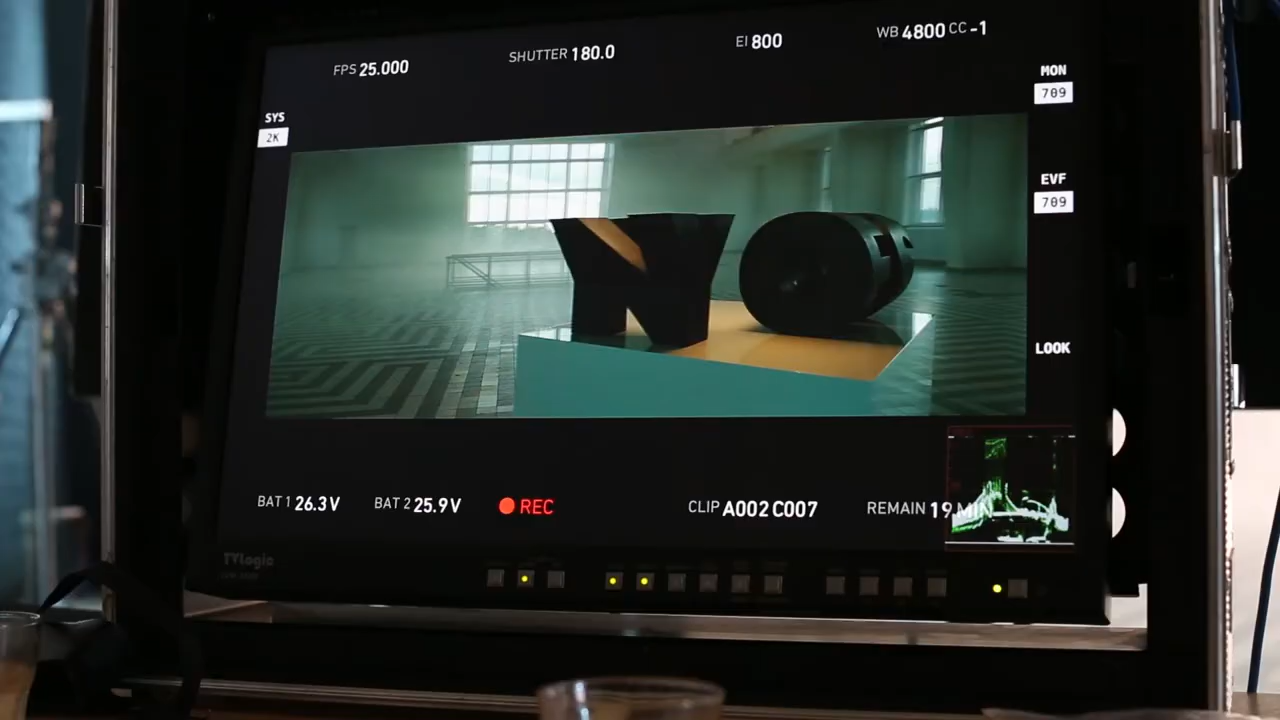 FPS 25.000
SHUTTER 180.0
EI 800
WB 4800 CC -1
SYS
2K
MON
709
EVF
709
LOOK
NO
BAT 1 26.3 V
BAT 2 25.9 V
REC
CLIP A002 C007
REMAIN 19 MIN
TVLogic